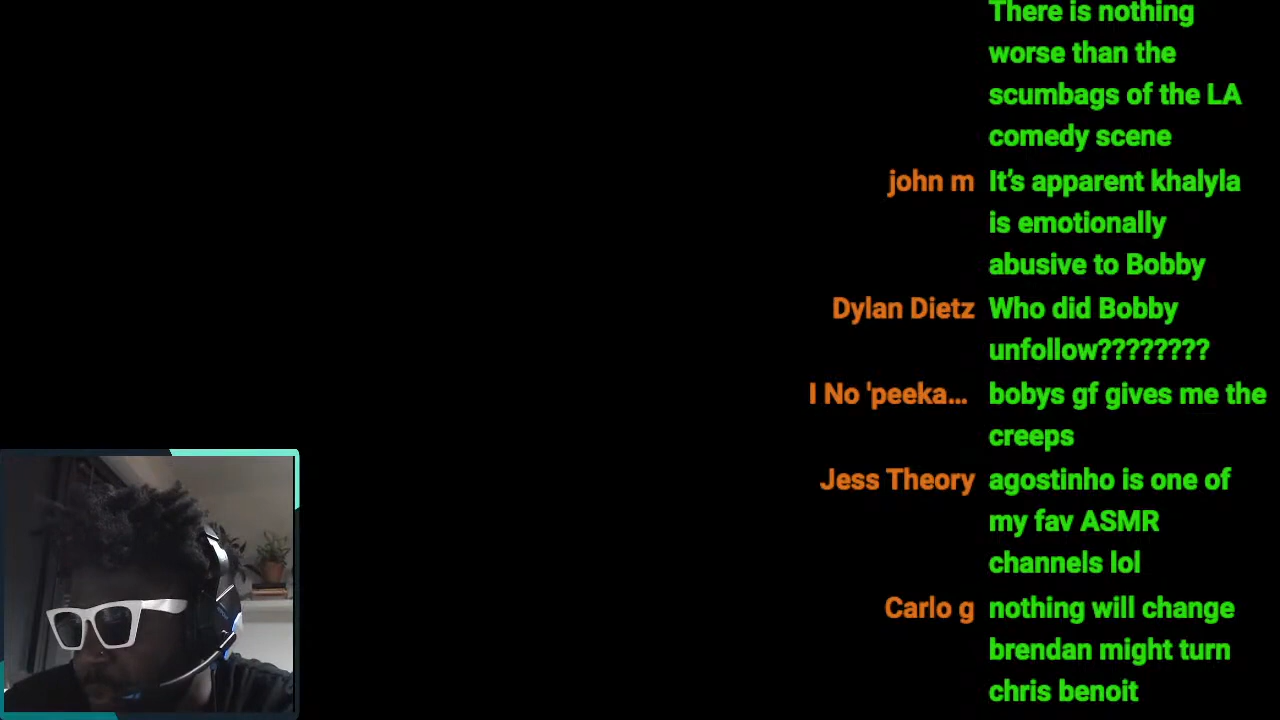 There is nothing
worse than the
scumbags of the LA
comedy scene
john m It's apparent khalyla
is emotionally
abusive to Bobby
Dylan Dietz Who did Bobby
unfollow????????
I No 'peeka... bobys gf gives me the
creeps
Jess Theory agostinho is one of
my fav ASMR
channels lol
Carlo g nothing will change
brendan might turn
chris benoit